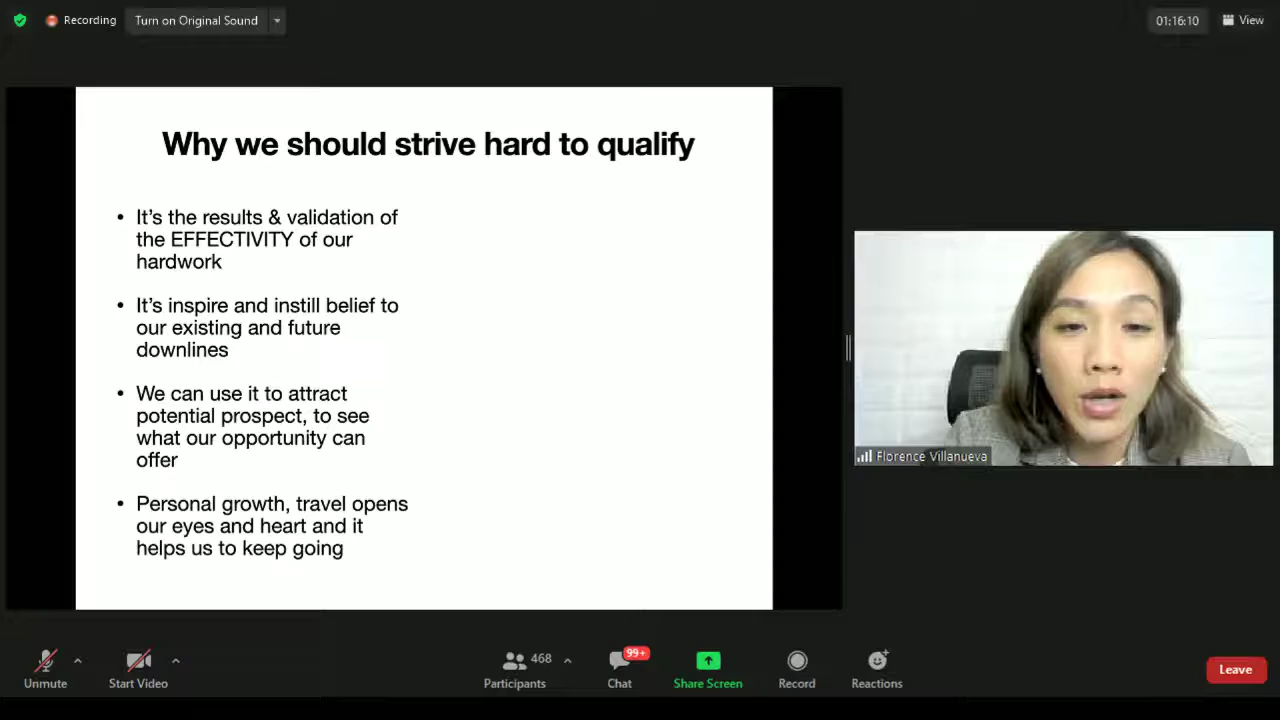 Recording
Turn on Original Sound
01:16:10
View
Why we should strive hard to qualify
• It’s the results & validation of
the EFFECTIVITY of our
hardwork
• It’s inspire and instill belief to
our existing and future
downlines
• We can use it to attract
potential prospect, to see
what our opportunity can
offer
• Personal growth, travel opens
our eyes and heart and it
helps us to keep going
Florence Villanueva
Unmute
Start Video
468
Participants
99+
Chat
Share Screen
Record
Reactions
Leave